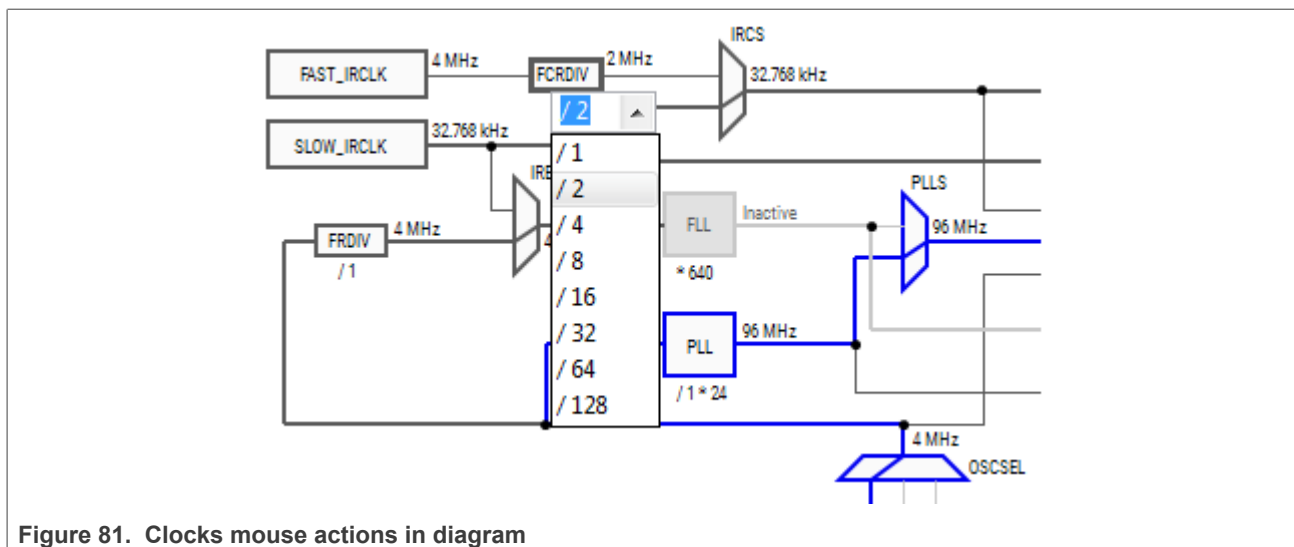 IRCS
FAST_IRCLK
4 MHz
FCRDIV
2 MHz
32.768 kHz
/ 2
SLOW_IRCLK
32.768 kHz
/ 1
/ 2
/ 4
/ 8
/ 16
/ 32
/ 64
/ 128
FRDIV
4 MHz
/ 1
FLL
Inactive
* 640
PLLS
96 MHz
PLL
96 MHz
/ 1 * 24
4 MHz
OSCSEL
Figure 81. Clocks mouse actions in diagram